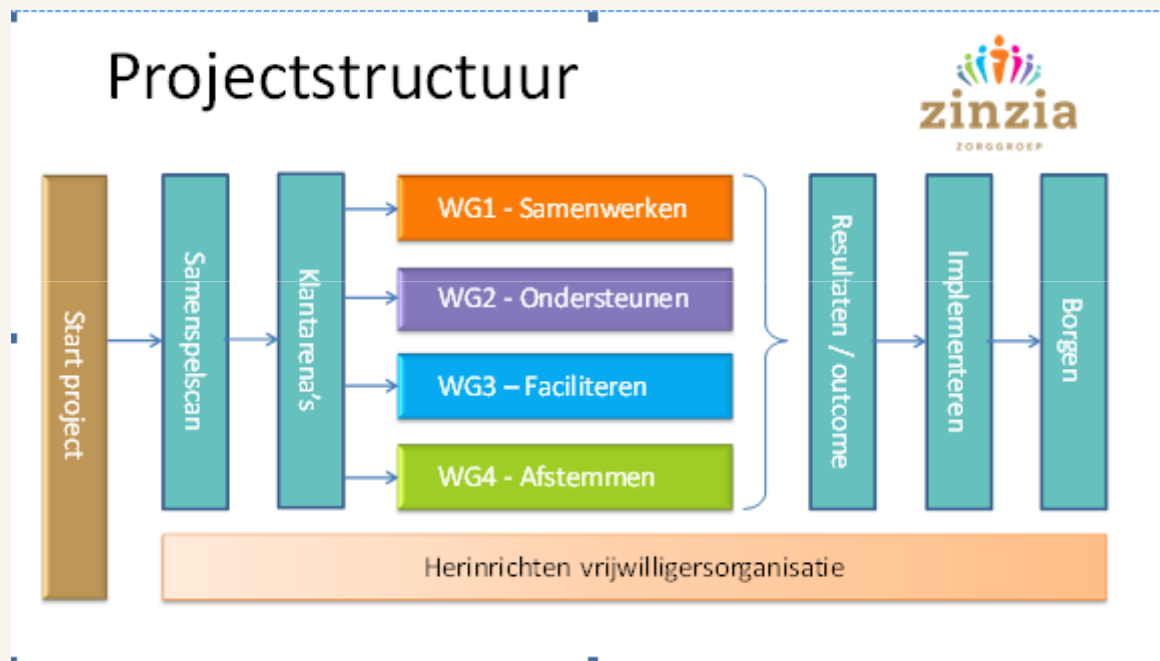 Projectstructuur
zinzia
ZORGGROEP
Start project
Samenspelscan
Klantarena's
WG1 - Samenwerken
WG2 - Ondersteunen
WG3 – Faciliteren
WG4 - Afstemmen
Resultaten / outcome
Implementeren
Borgen
Herinrichten vrijwilligersorganisatie